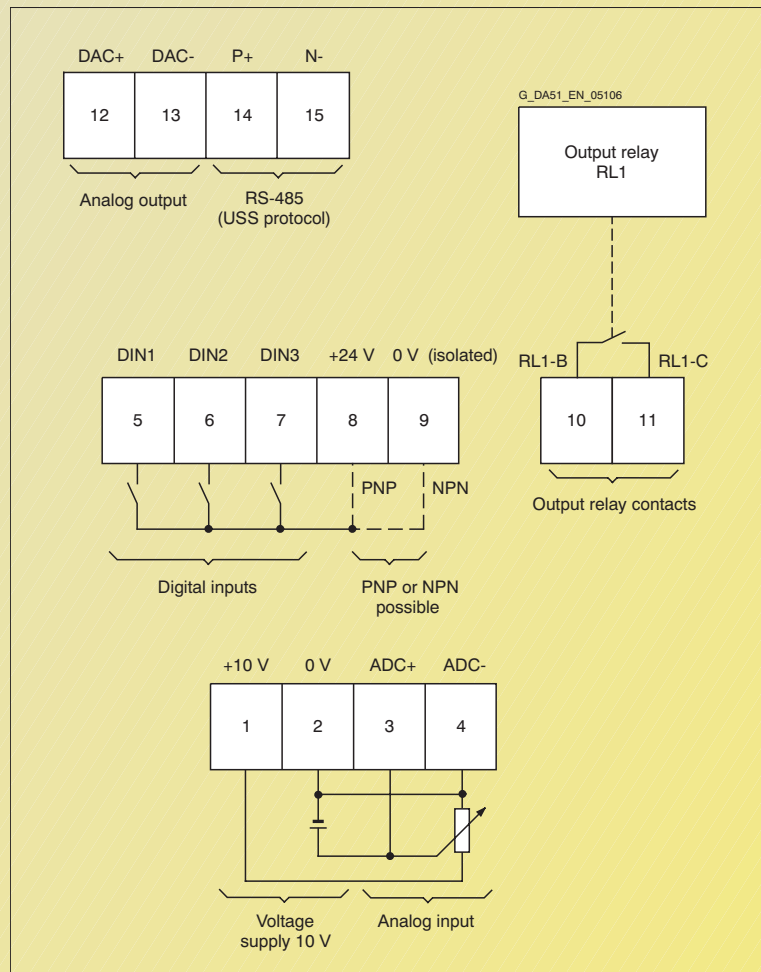 DAC+ DAC- P+ N-
12 13 14 15
Analog output
RS-485
(USS protocol)
G_DA51_EN_05106
Output relay
RL1
RL1-B RL1-C
10 11
Output relay contacts
DIN1 DIN2 DIN3 +24 V 0 V (isolated)
5 6 7 8 9
PNP NPN
Digital inputs
PNP or NPN
possible
+10 V 0 V ADC+ ADC-
1 2 3 4
Voltage
supply 10 V
Analog input